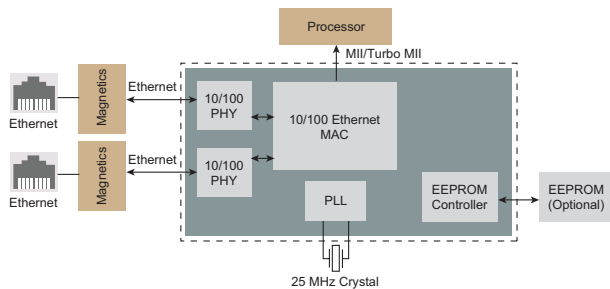 Processor
MII/Turbo MII
Ethernet
Magnetics
Ethernet
10/100
PHY
10/100 Ethernet
MAC
Ethernet
Magnetics
Ethernet
10/100
PHY
PLL
EEPROM
Controller
EEPROM
(Optional)
25 MHz Crystal